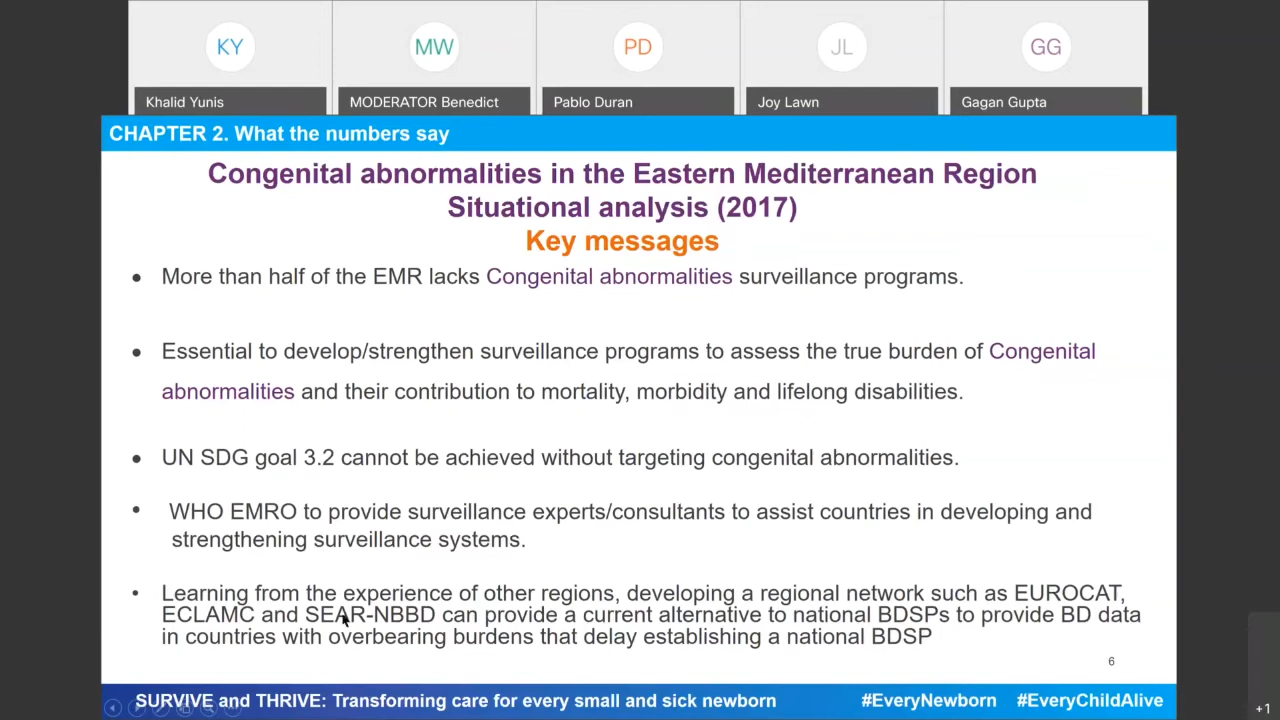 KY
MW
PD
JL
GG
Khalid Yunis
MODERATOR Benedict
Pablo Duran
Joy Lawn
Gagan Gupta
CHAPTER 2. What the numbers say
Congenital abnormalities in the Eastern Mediterranean Region
Situational analysis (2017)
Key messages
• More than half of the EMR lacks Congenital abnormalities surveillance programs.
• Essential to develop/strengthen surveillance programs to assess the true burden of Congenital
abnormalities and their contribution to mortality, morbidity and lifelong disabilities.
• UN SDG goal 3.2 cannot be achieved without targeting congenital abnormalities.
• WHO EMRO to provide surveillance experts/consultants to assist countries in developing and
strengthening surveillance systems.
• Learning from the experience of other regions, developing a regional network such as EUROCAT,
ECLAMC and SEAR-NBBD can provide a current alternative to national BDSPs to provide BD data
in countries with overbearing burdens that delay establishing a national BDSP
6
SURVIVE and THRIVE: Transforming care for every small and sick newborn
#EveryNewborn #EveryChildAlive
+1